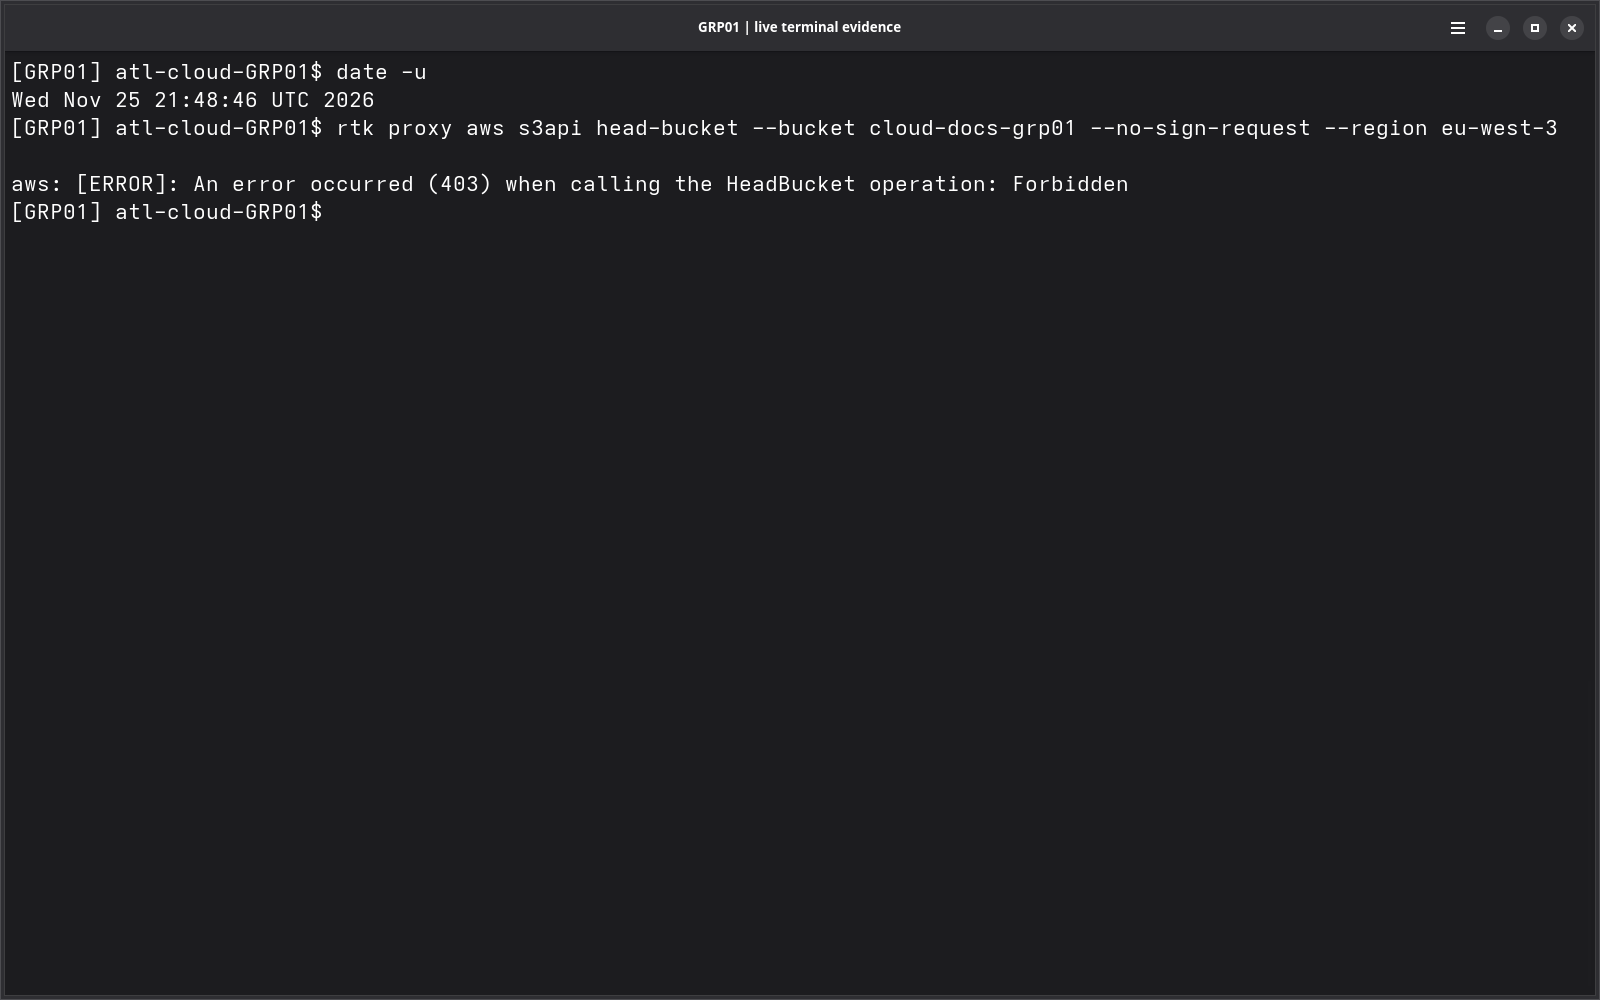 GRP01 | live terminal evidence
[GRP01] atl-cloud-GRP01$ date -u
Wed Nov 25 21:48:46 UTC 2026
[GRP01] atl-cloud-GRP01$ rtk proxy aws s3api head-bucket --bucket cloud-docs-grp01 --no-sign-request --region eu-west-3
aws: [ERROR]: An error occurred (403) when calling the HeadBucket operation: Forbidden
[GRP01] atl-cloud-GRP01$